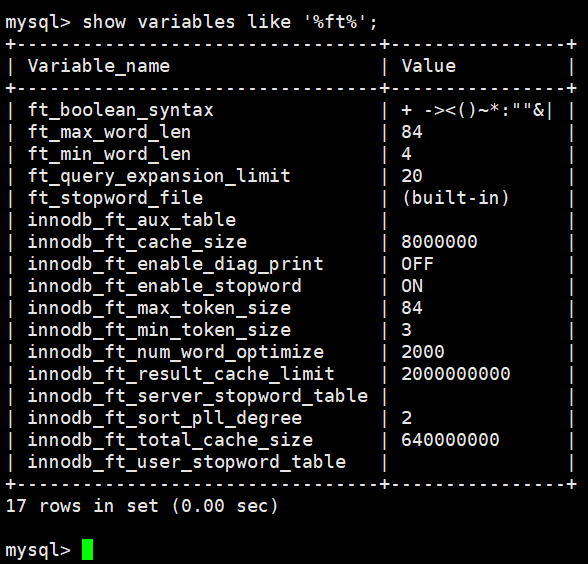 mysql> show variables like '%ft%';
+---------------------------------+----------------+
| Variable_name                   | Value          |
+---------------------------------+----------------+
| ft_boolean_syntax               | + -><()~*:""&| |
| ft_max_word_len                 | 84             |
| ft_min_word_len                 | 4              |
| ft_query_expansion_limit        | 20             |
| ft_stopword_file                | (built-in)     |
| innodb_ft_aux_table             |                |
| innodb_ft_cache_size            | 8000000        |
| innodb_ft_enable_diag_print     | OFF            |
| innodb_ft_enable_stopword       | ON             |
| innodb_ft_max_token_size        | 84             |
| innodb_ft_min_token_size        | 3              |
| innodb_ft_num_word_optimize     | 2000           |
| innodb_ft_result_cache_limit    | 2000000000     |
| innodb_ft_server_stopword_table |                |
| innodb_ft_sort_pll_degree       | 2              |
| innodb_ft_total_cache_size      | 640000000      |
| innodb_ft_user_stopword_table   |                |
+---------------------------------+----------------+
17 rows in set (0.00 sec)
mysql>